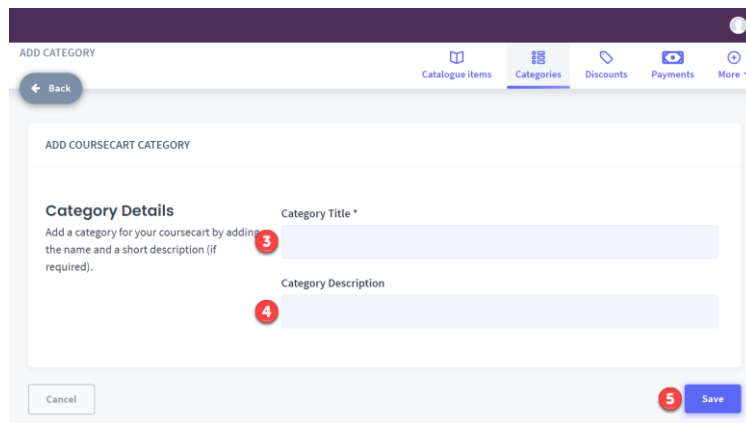 ADD CATEGORY
Catalogue items
Categories
Discounts
Payments
More
Back
ADD COURSECART CATEGORY
Category Details
Add a category for your coursecart by adding
the name and a short description (if
required).
Category Title *
3
Category Description
4
Cancel
5
Save